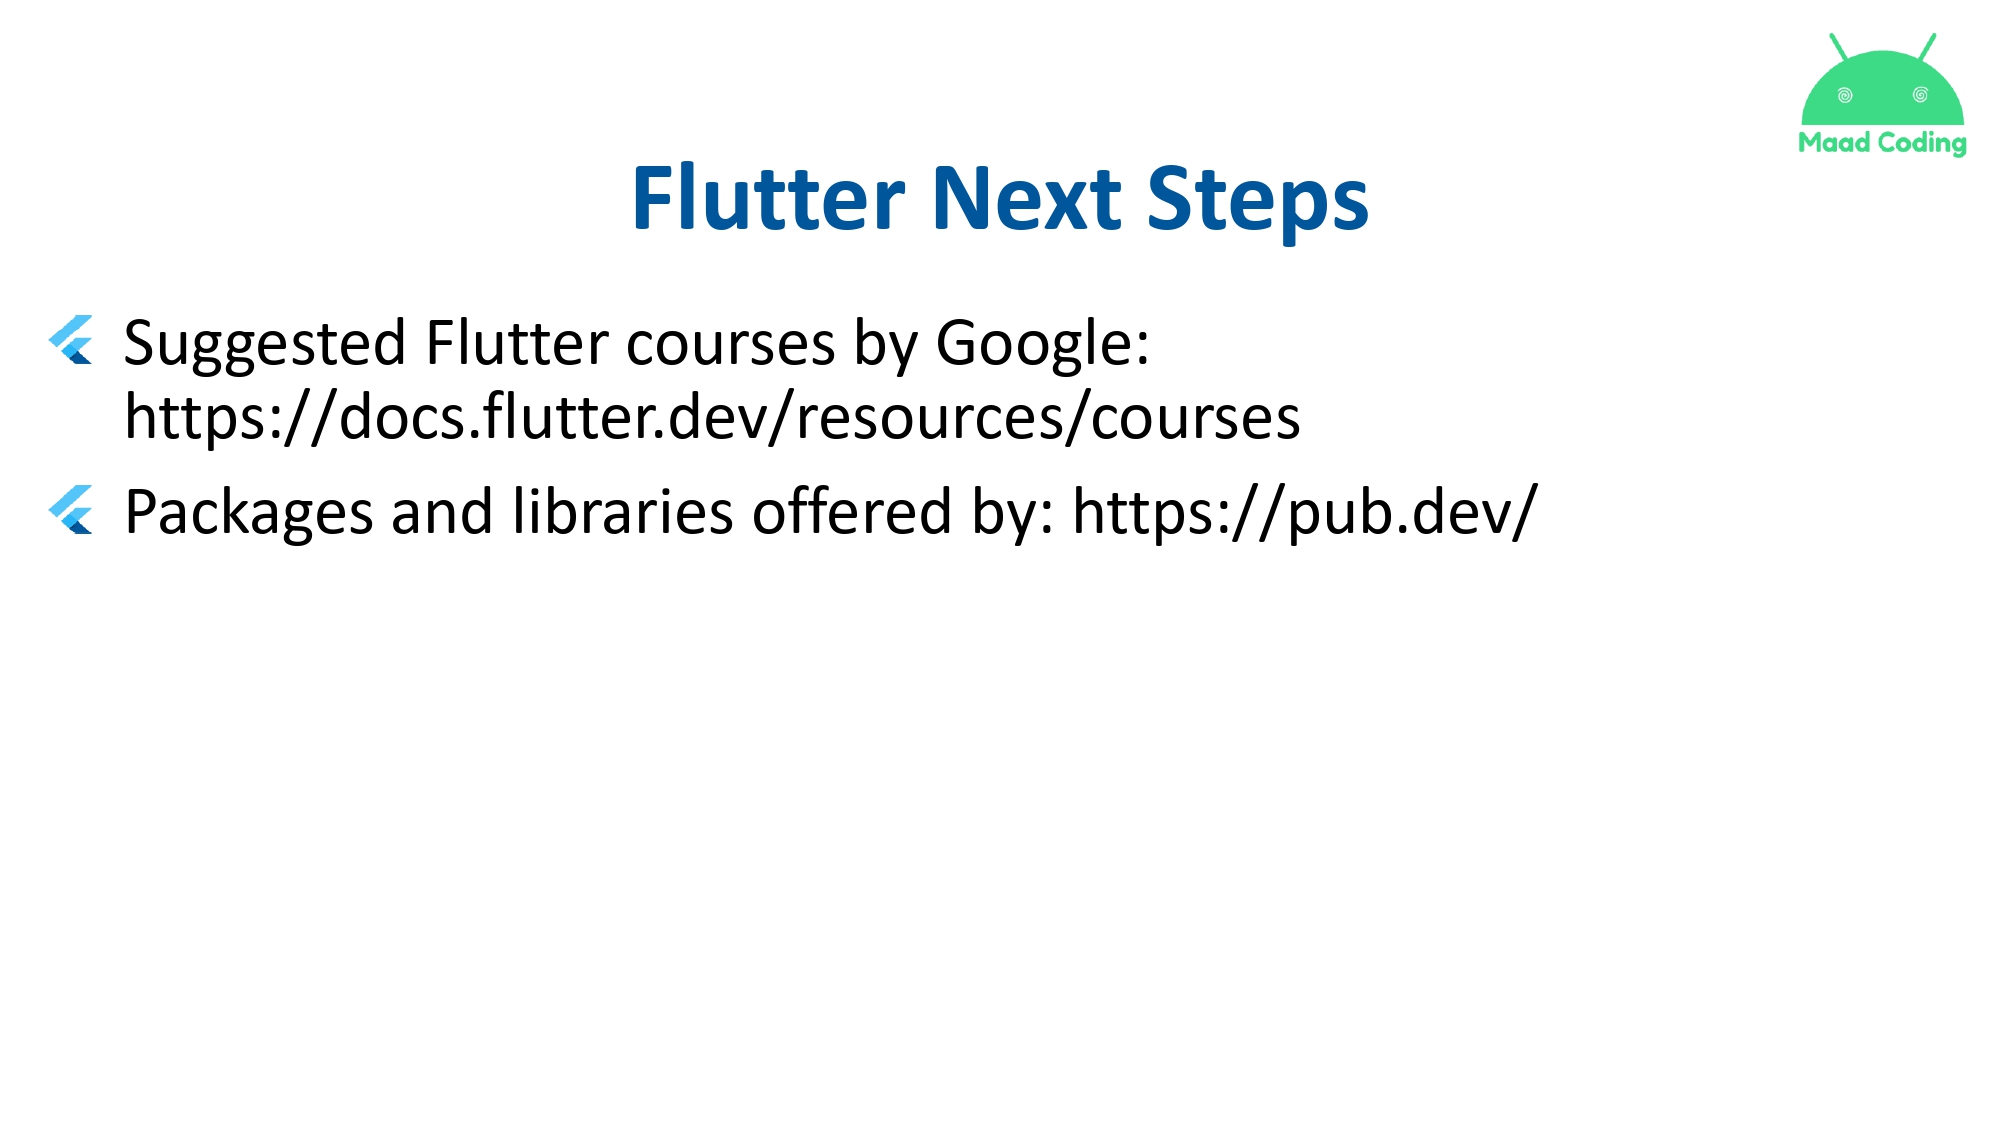 Maad Coding
Flutter Next Steps
Suggested Flutter courses by Google:
https://docs.flutter.dev/resources/courses
Packages and libraries offered by: https://pub.dev/